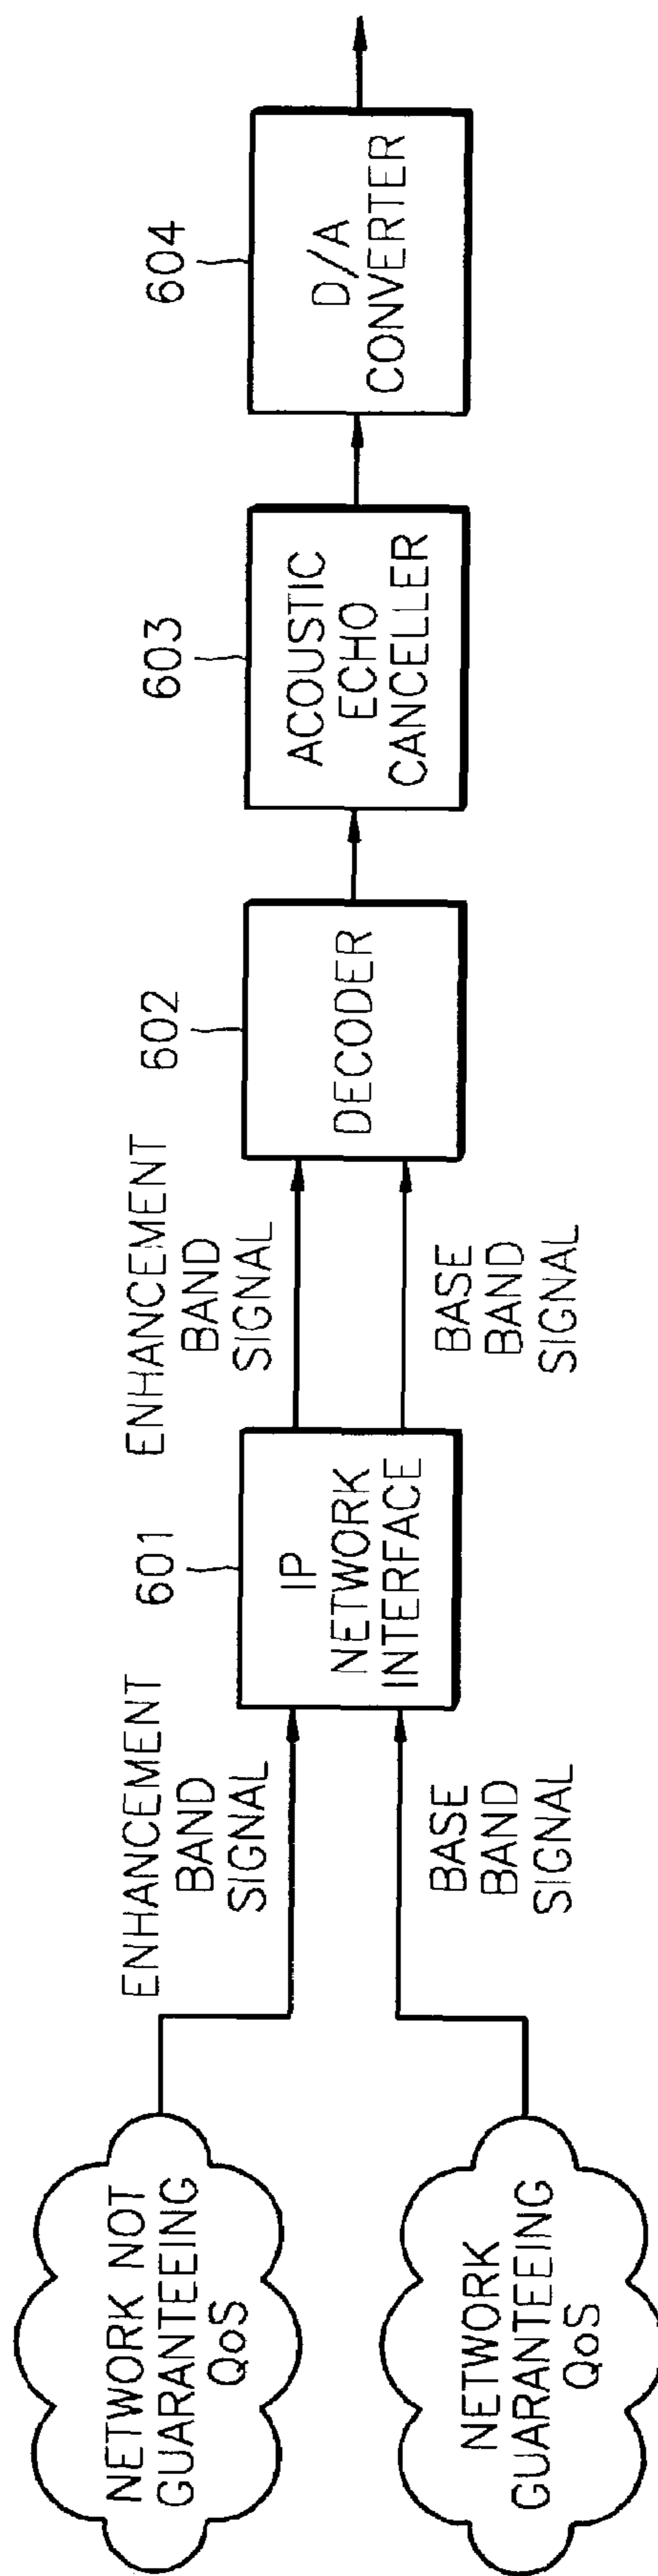 NETWORK NOT
GUARANTEEING
QoS
NETWORK
GUARANTEEING
QoS
ENHANCEMENT
BAND
SIGNAL
BASE
BAND
SIGNAL
601
IP
NETWORK
INTERFACE
ENHANCEMENT
BAND
SIGNAL
BASE
BAND
SIGNAL
602
DECODER
603
ACOUSTIC
ECHO
CANCELLER
604
D/A
CONVERTER